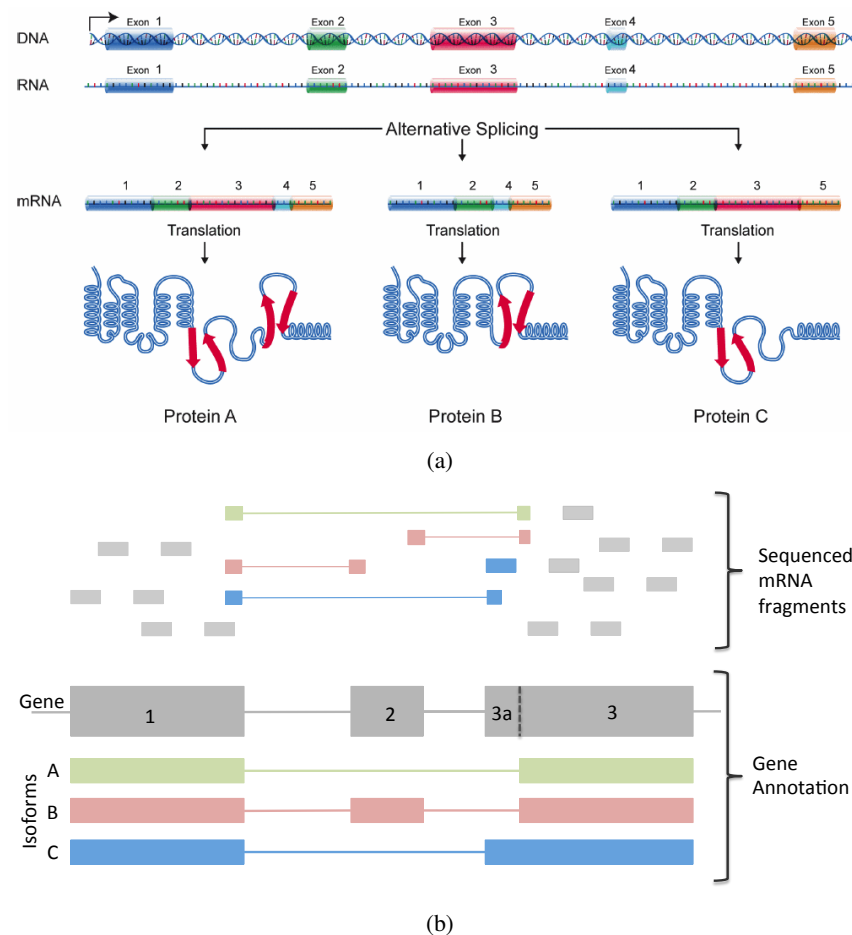 Exon 1 Exon 2 Exon 3 Exon 4 Exon 5
DNA
Exon 1 Exon 2 Exon 3 Exon 4 Exon 5
RNA
Alternative Splicing
1 2 3 4 5 1 2 4 5 1 2 3 5
mRNA
Translation Translation Translation
Protein A Protein B Protein C
(a)
Sequenced
mRNA
fragments
Gene 1 2 3a 3
Isoforms
A
B
C
Gene
Annotation
(b)